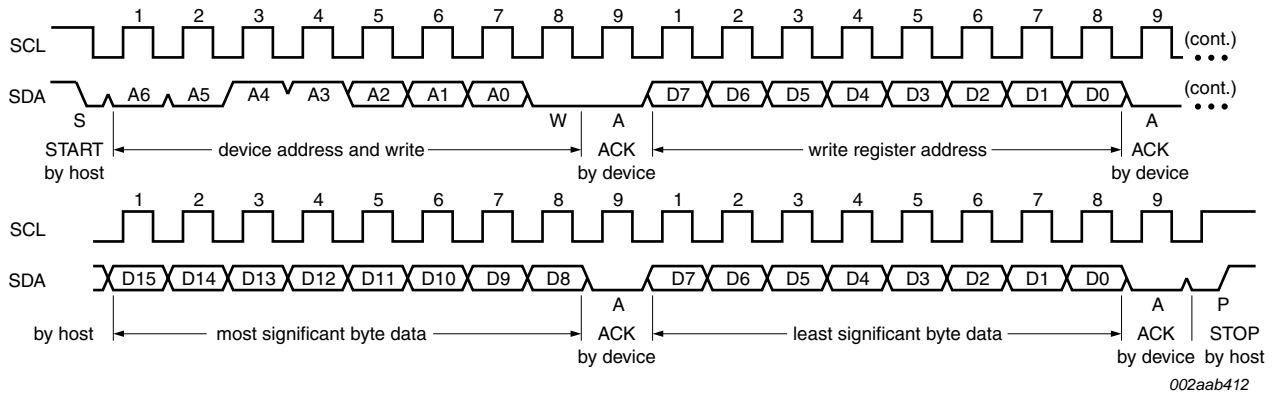 1 2 3 4 5 6 7 8 9 1 2 3 4 5 6 7 8 9
SCL (cont.)
SDA A6 A5 A4 A3 A2 A1 A0 D7 D6 D5 D4 D3 D2 D1 D0 (cont.)
S W A A
START device address and write ACK write register address ACK
by host by device by device
1 2 3 4 5 6 7 8 9 1 2 3 4 5 6 7 8 9
SCL
SDA D15 D14 D13 D12 D11 D10 D9 D8 D7 D6 D5 D4 D3 D2 D1 D0
A A P
by host most significant byte data ACK least significant byte data ACK STOP
by device by device by host
002aab412